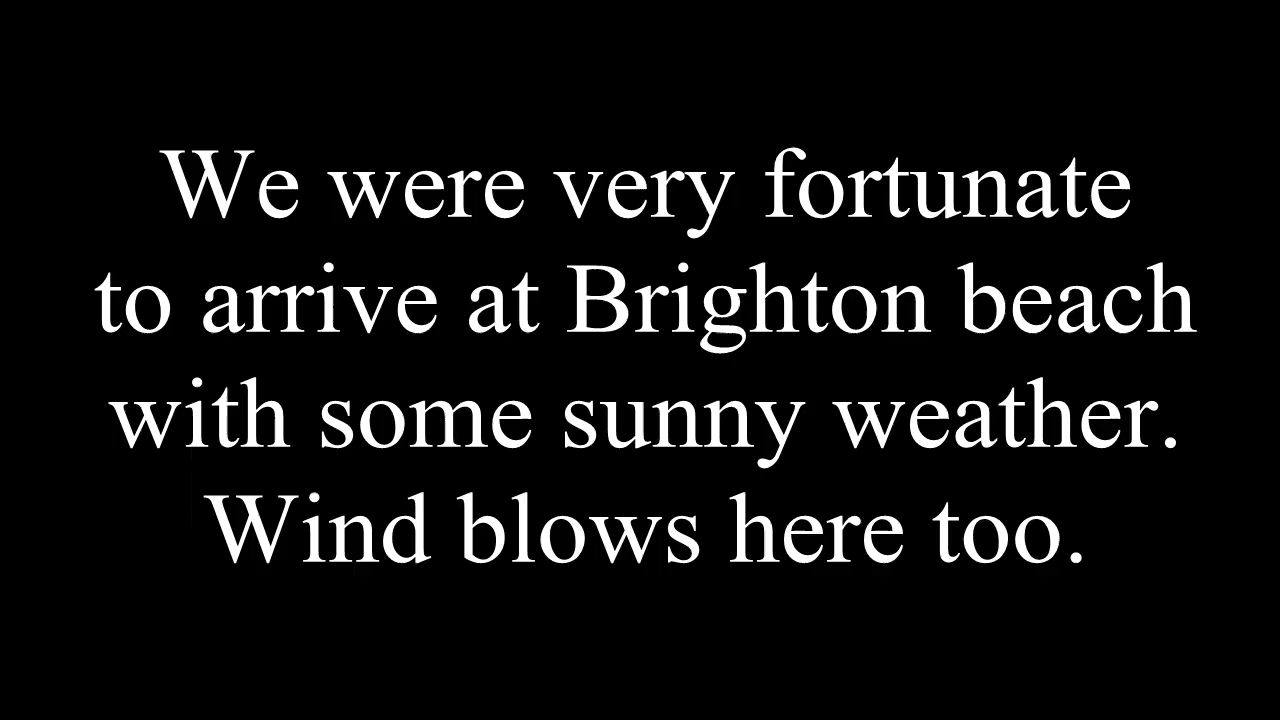 We were very fortunate
to arrive at Brighton beach
with some sunny weather.
Wind blows here too.